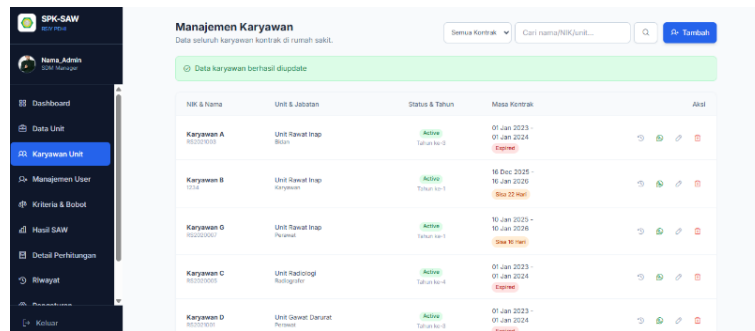 SPK-SAW
Manajemen Karyawan
Data seluruh karyawan kontrak di rumah sakit.
Semua Kontrak
Cari nama/NIK/unit...
Tambah
Nama_Admin
SDM Manager
Data karyawan berhasil diupdate
Dashboard
Data Unit
Karyawan Unit
Manajemen User
Kriteria & Bobot
Hasil SAW
Detail Perhitungan
Riwayat
Keluar
NIK & Nama Unit & Jabatan Status & Tahun Masa Kontrak Aksi
Karyawan A Unit Rawat Inap Active 01 Jan 2023 -
Bidan 01 Jan 2024
Expired
Karyawan B Unit Rawat Inap Active 16 Dec 2025 -
1234 Karyawan 16 Jan 2026
Sisa 22 Hari
Karyawan G Unit Rawat Inap Active 10 Jan 2025 -
Perawat 10 Jan 2026
Sisa 16 Hari
Karyawan C Unit Radiologi Active 01 Jan 2023 -
Radiografer 01 Jan 2024
Expired
Karyawan D Unit Gawat Darurat Active 01 Jan 2023 -
Perawat 01 Jan 2024